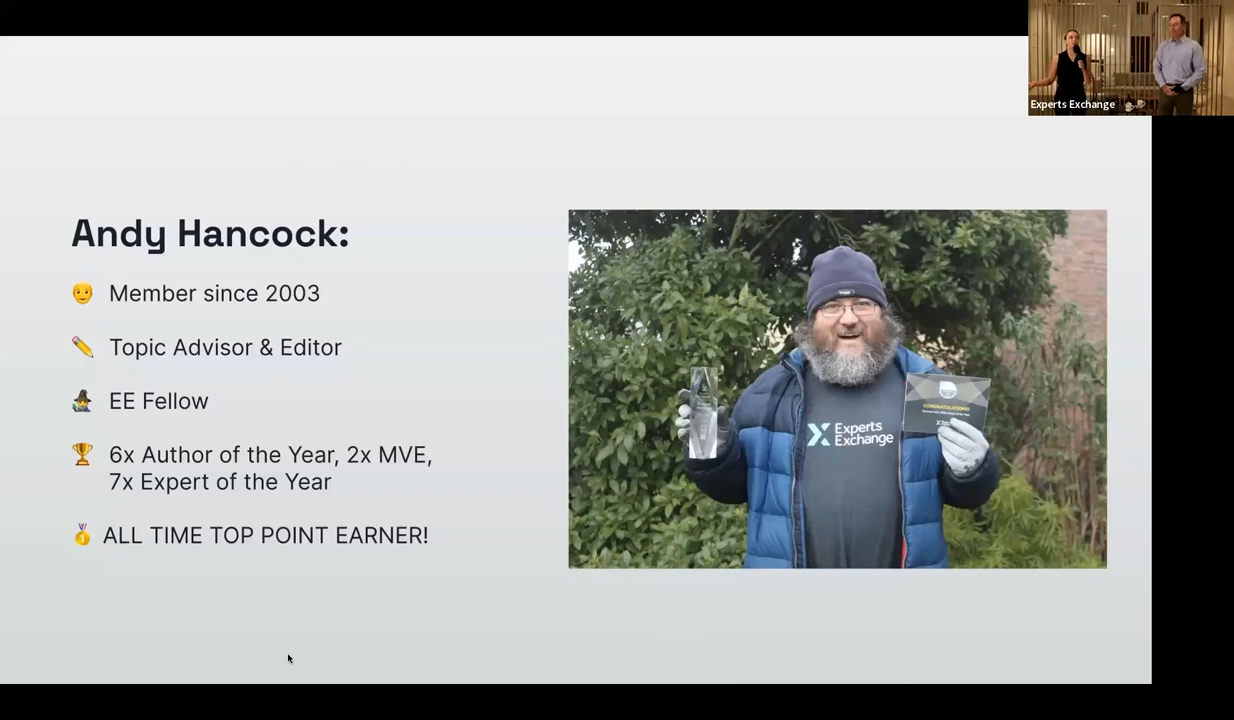 Experts Exchange
Andy Hancock:
Member since 2003
Topic Advisor & Editor
EE Fellow
6x Author of the Year, 2x MVE,
7x Expert of the Year
ALL TIME TOP POINT EARNER!
Experts
Exchange
CONGRATULATIONS!